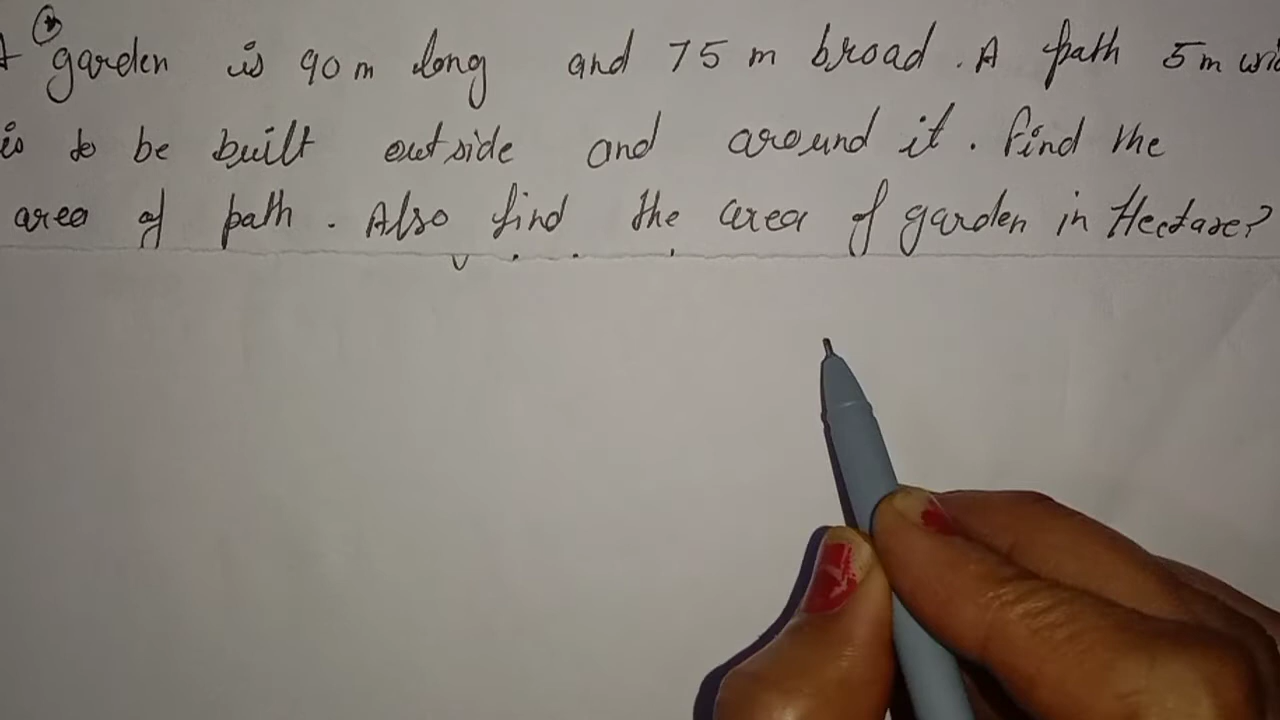 A garden is 90 m long and 75 m broad. A path 5 m wid
is to be built outside and around it. Find the
area of path. Also find the area of garden in Hectare?